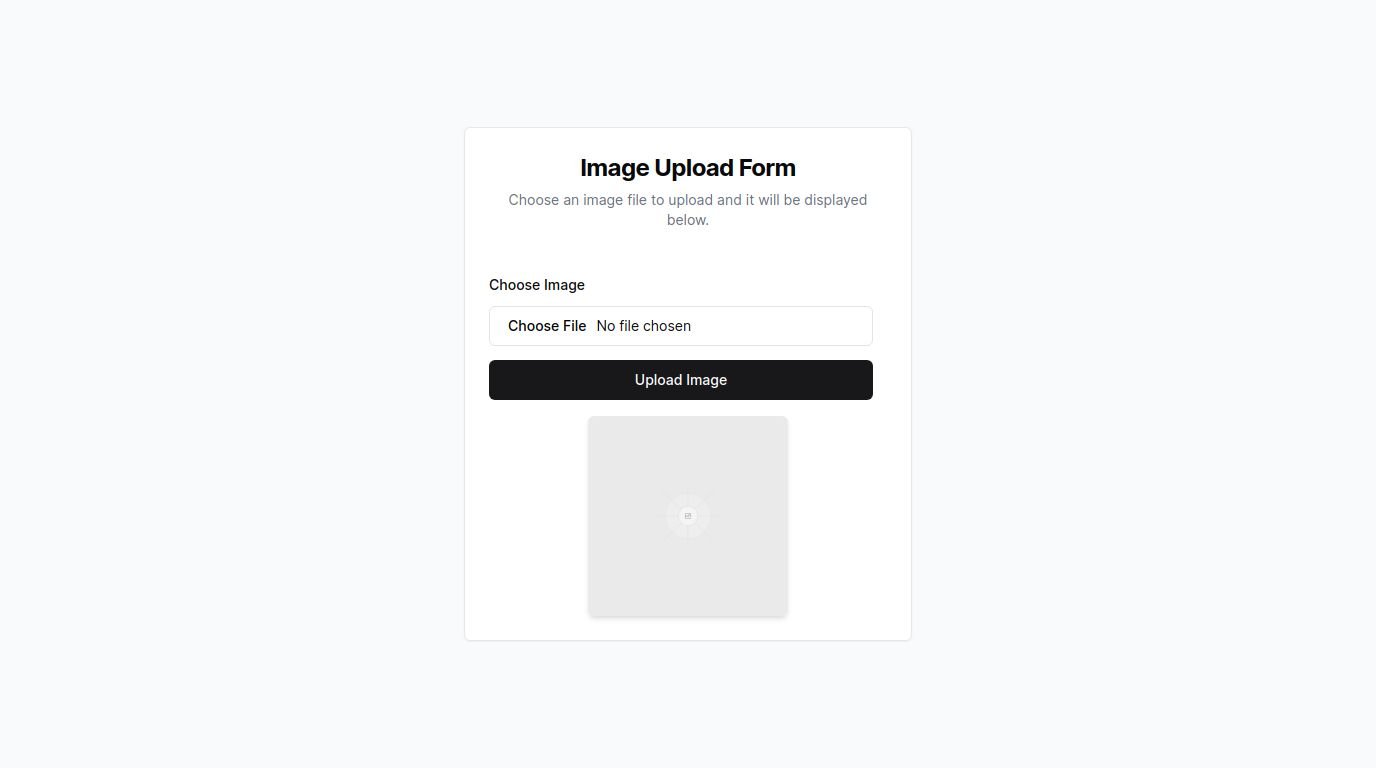 Image Upload Form
Choose an image file to upload and it will be displayed
below.
Choose Image
Choose File No file chosen
Upload Image